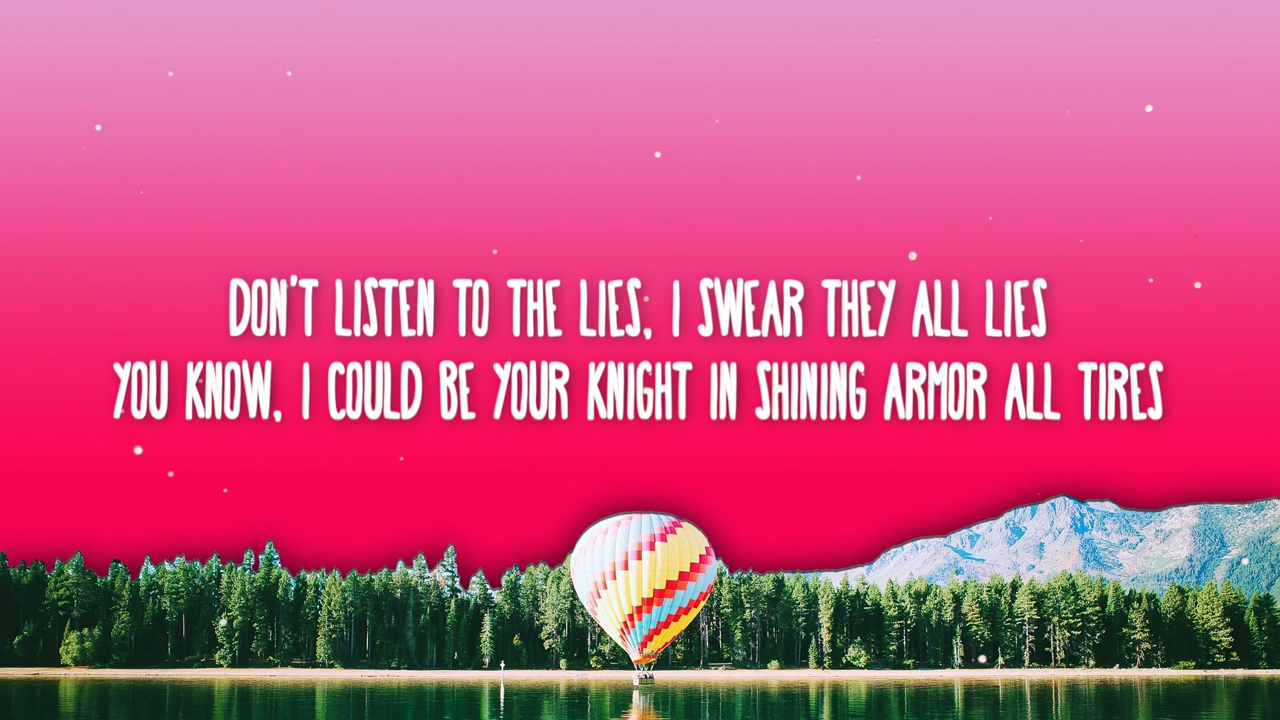 DON'T LISTEN TO THE LIES, I SWEAR THEY ALL LIES
YOU KNOW, I COULD BE YOUR KNIGHT IN SHINING ARMOR ALL TIRES